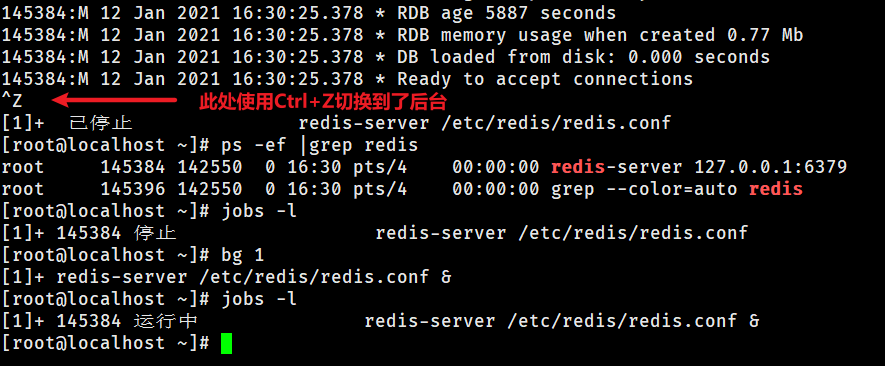 145384:M 12 Jan 2021 16:30:25.378 * RDB age 5887 seconds
145384:M 12 Jan 2021 16:30:25.378 * RDB memory usage when created 0.77 Mb
145384:M 12 Jan 2021 16:30:25.378 * DB loaded from disk: 0.000 seconds
145384:M 12 Jan 2021 16:30:25.378 * Ready to accept connections
^Z 此处使用Ctrl+Z切换到了后台
[1]+  已停止               redis-server /etc/redis/redis.conf
[root@localhost ~]# ps -ef |grep redis
root      145384 142550  0 16:30 pts/4    00:00:00 redis-server 127.0.0.1:6379
root      145396 142550  0 16:30 pts/4    00:00:00 grep --color=auto redis
[root@localhost ~]# jobs -l
[1]+ 145384 停止                  redis-server /etc/redis/redis.conf
[root@localhost ~]# bg 1
[1]+ redis-server /etc/redis/redis.conf &
[root@localhost ~]# jobs -l
[1]+ 145384 运行中               redis-server /etc/redis/redis.conf &
[root@localhost ~]#